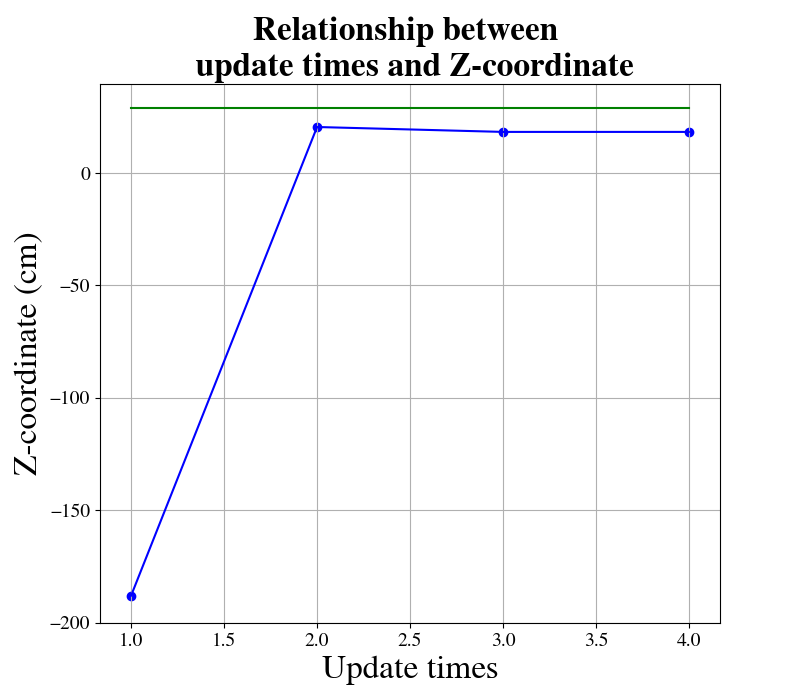 Relationship between
update times and Z-coordinate
Z-coordinate (cm)
0
−50
−100
−150
−200
1.0 1.5 2.0 2.5 3.0 3.5 4.0
Update times